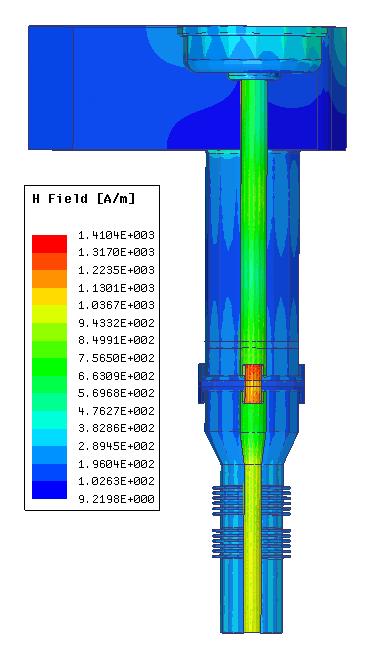 H Field [A/m]
1.4104E+003
1.3170E+003
1.2235E+003
1.1301E+003
1.0367E+003
9.4332E+002
8.4991E+002
7.5650E+002
6.6309E+002
5.6968E+002
4.7627E+002
3.8286E+002
2.8945E+002
1.9604E+002
1.0263E+002
9.2198E+000